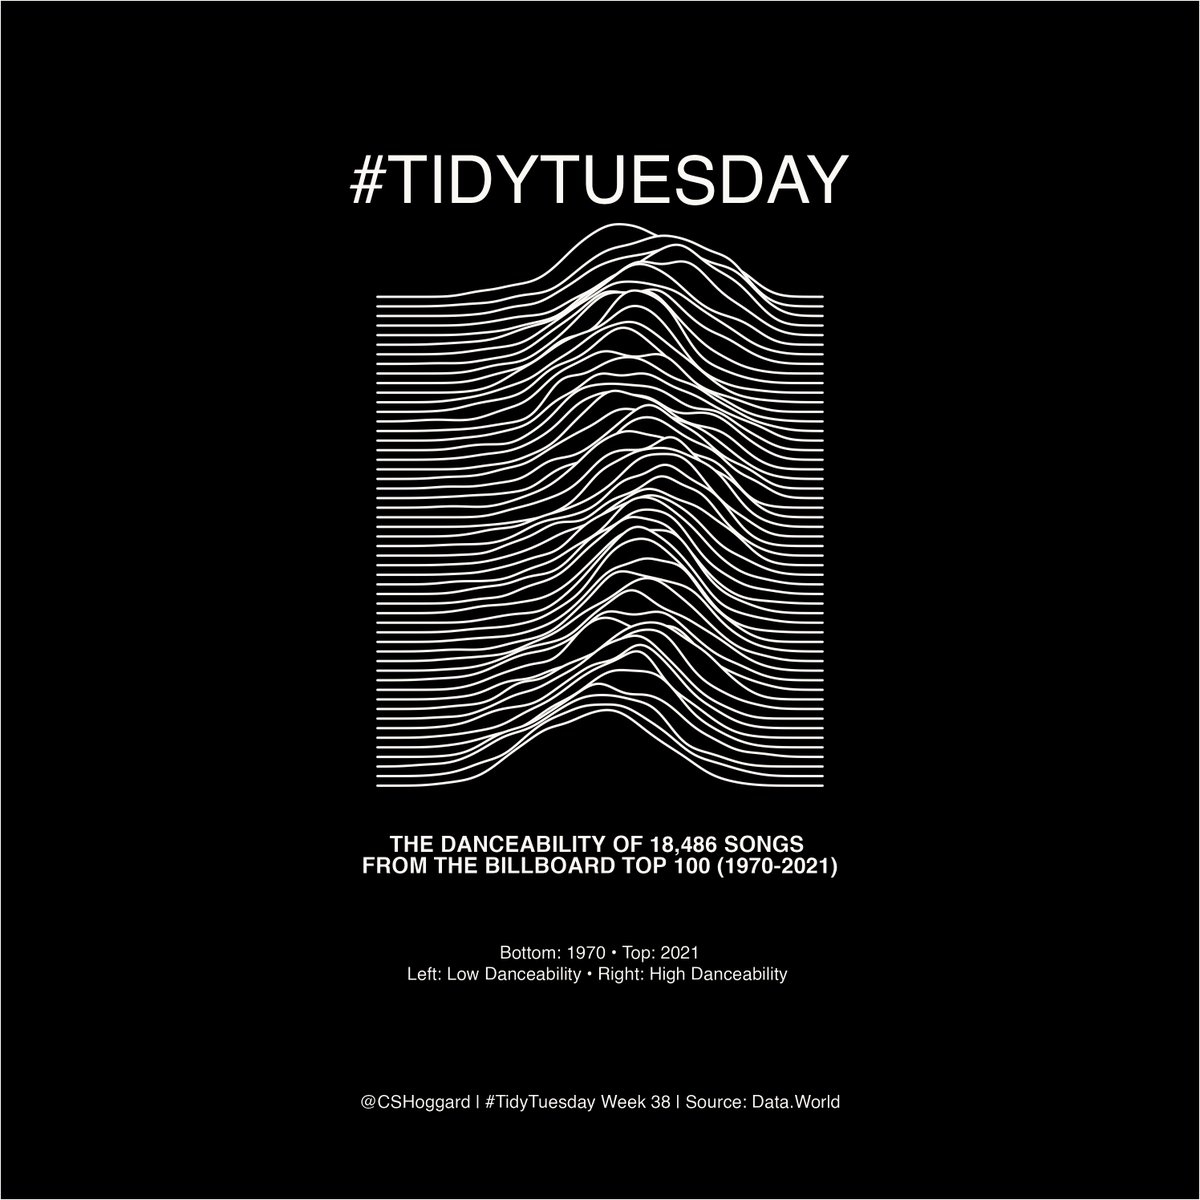 #TIDYTUESDAY
THE DANCEABILITY OF 18,486 SONGS
FROM THE BILLBOARD TOP 100 (1970-2021)
Bottom: 1970 • Top: 2021
Left: Low Danceability • Right: High Danceability
@CSHoggard | #TidyTuesday Week 38 | Source: Data.World